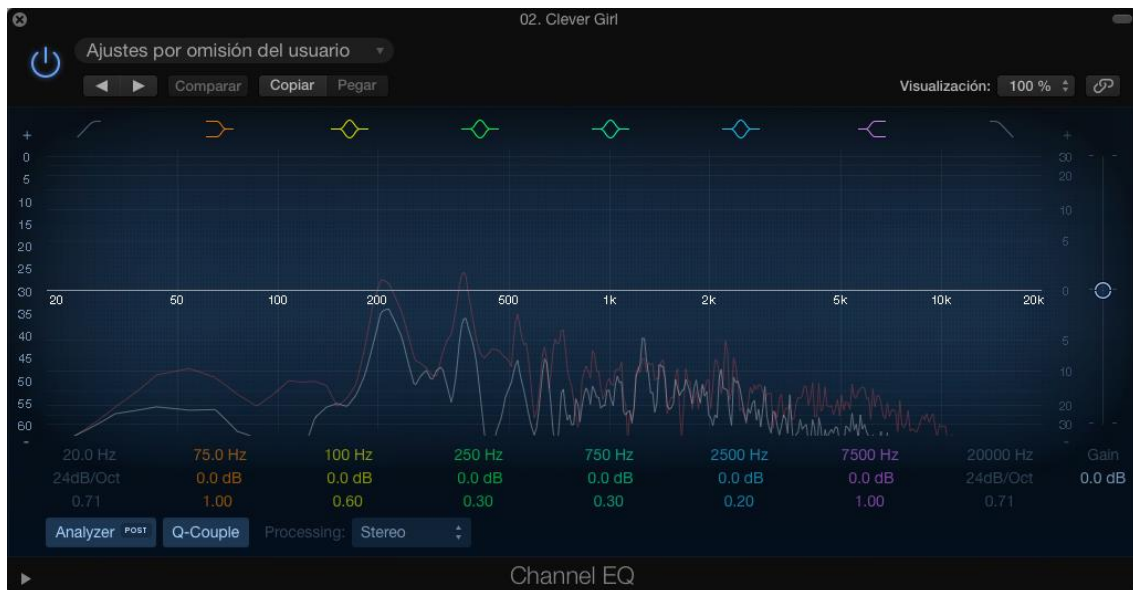 02. Clever Girl
Ajustes por omisión del usuario
Comparar Copiar Pegar Visualización: 100 %
+ +
0 30
5 20
10 10
15
20 6
25
30 20 50 100 200 500 1k 2k 5k 10k 20k 0
35
40 5
45
50 10
55 20
60 30
- -
20.0 Hz 75.0 Hz 100 Hz 250 Hz 750 Hz 2500 Hz 7500 Hz 20000 Hz Gain
24dB/Oct 0.0 dB 0.0 dB 0.0 dB 0.0 dB 0.0 dB 0.0 dB 24dB/Oct 0.0 dB
0.71 1.00 0.60 0.30 0.30 0.20 1.00 0.71
Analyzer POST Q-Couple Processing: Stereo
Channel EQ